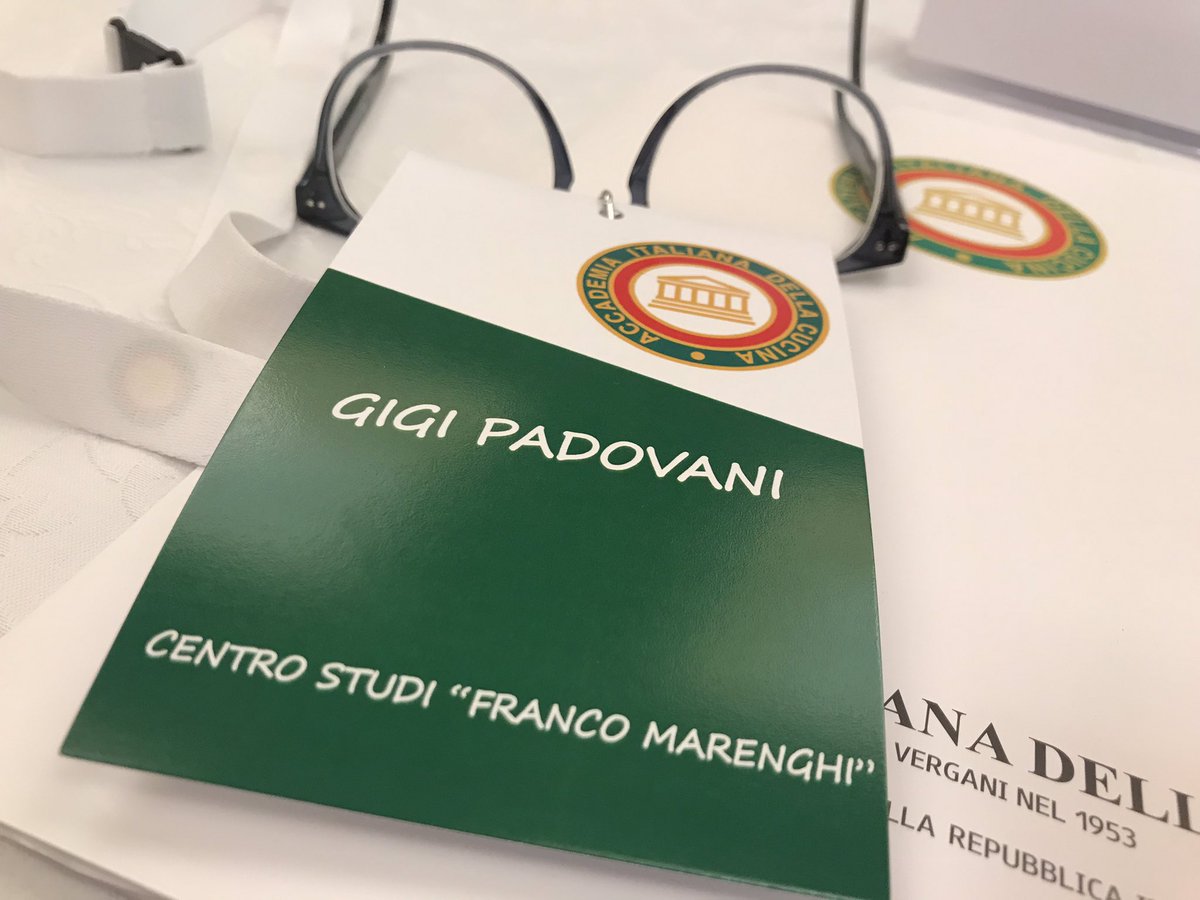 ACCADEMIA ITALIANA DELLA CUCINA
GIGI PADOVANI
CENTRO STUDI “FRANCO MARENGHI”
ANA DELL
VERGANI NEL 1953
LLA REPUBBLICA